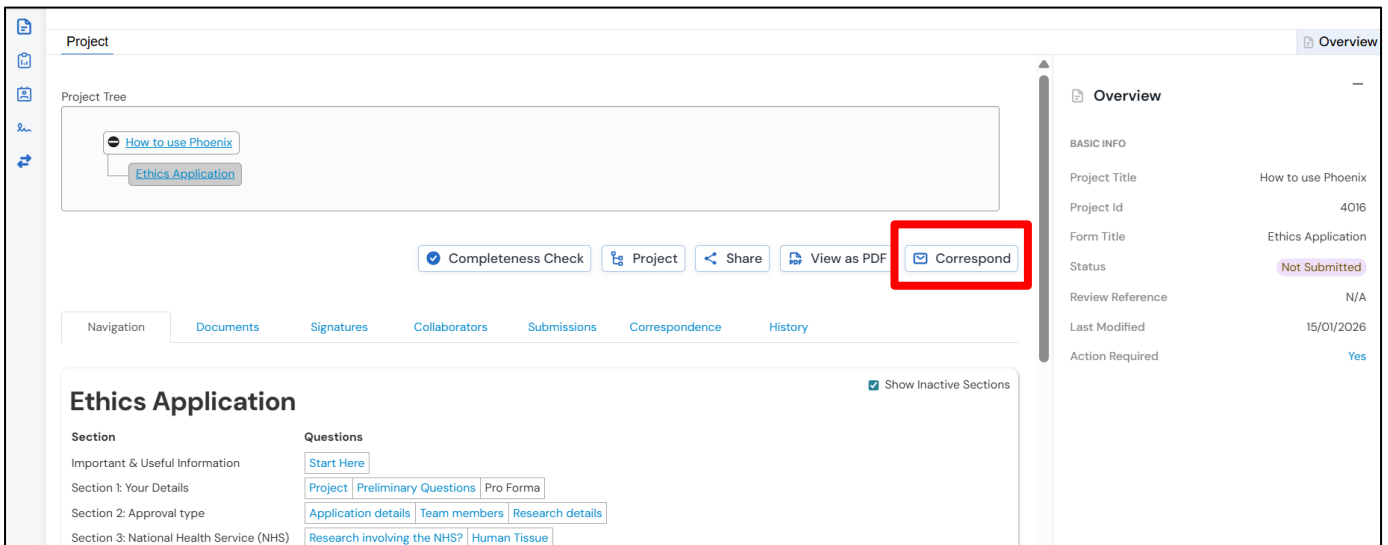 Project
Overview
Project Tree
How to use Phoenix
Ethics Application
Completeness Check
Project
Share
PDF
View as PDF
Correspond
Navigation
Documents
Signatures
Collaborators
Submissions
Correspondence
History
Show Inactive Sections
Ethics Application
Section Questions
Important & Useful Information Start Here
Section 1: Your Details Project Preliminary Questions Pro Forma
Section 2: Approval type Application details Team members Research details
Section 3: National Health Service (NHS) Research involving the NHS? Human Tissue
Overview
BASIC INFO
Project Title How to use Phoenix
Project Id 4016
Form Title Ethics Application
Status Not Submitted
Review Reference N/A
Last Modified 15/01/2026
Action Required Yes